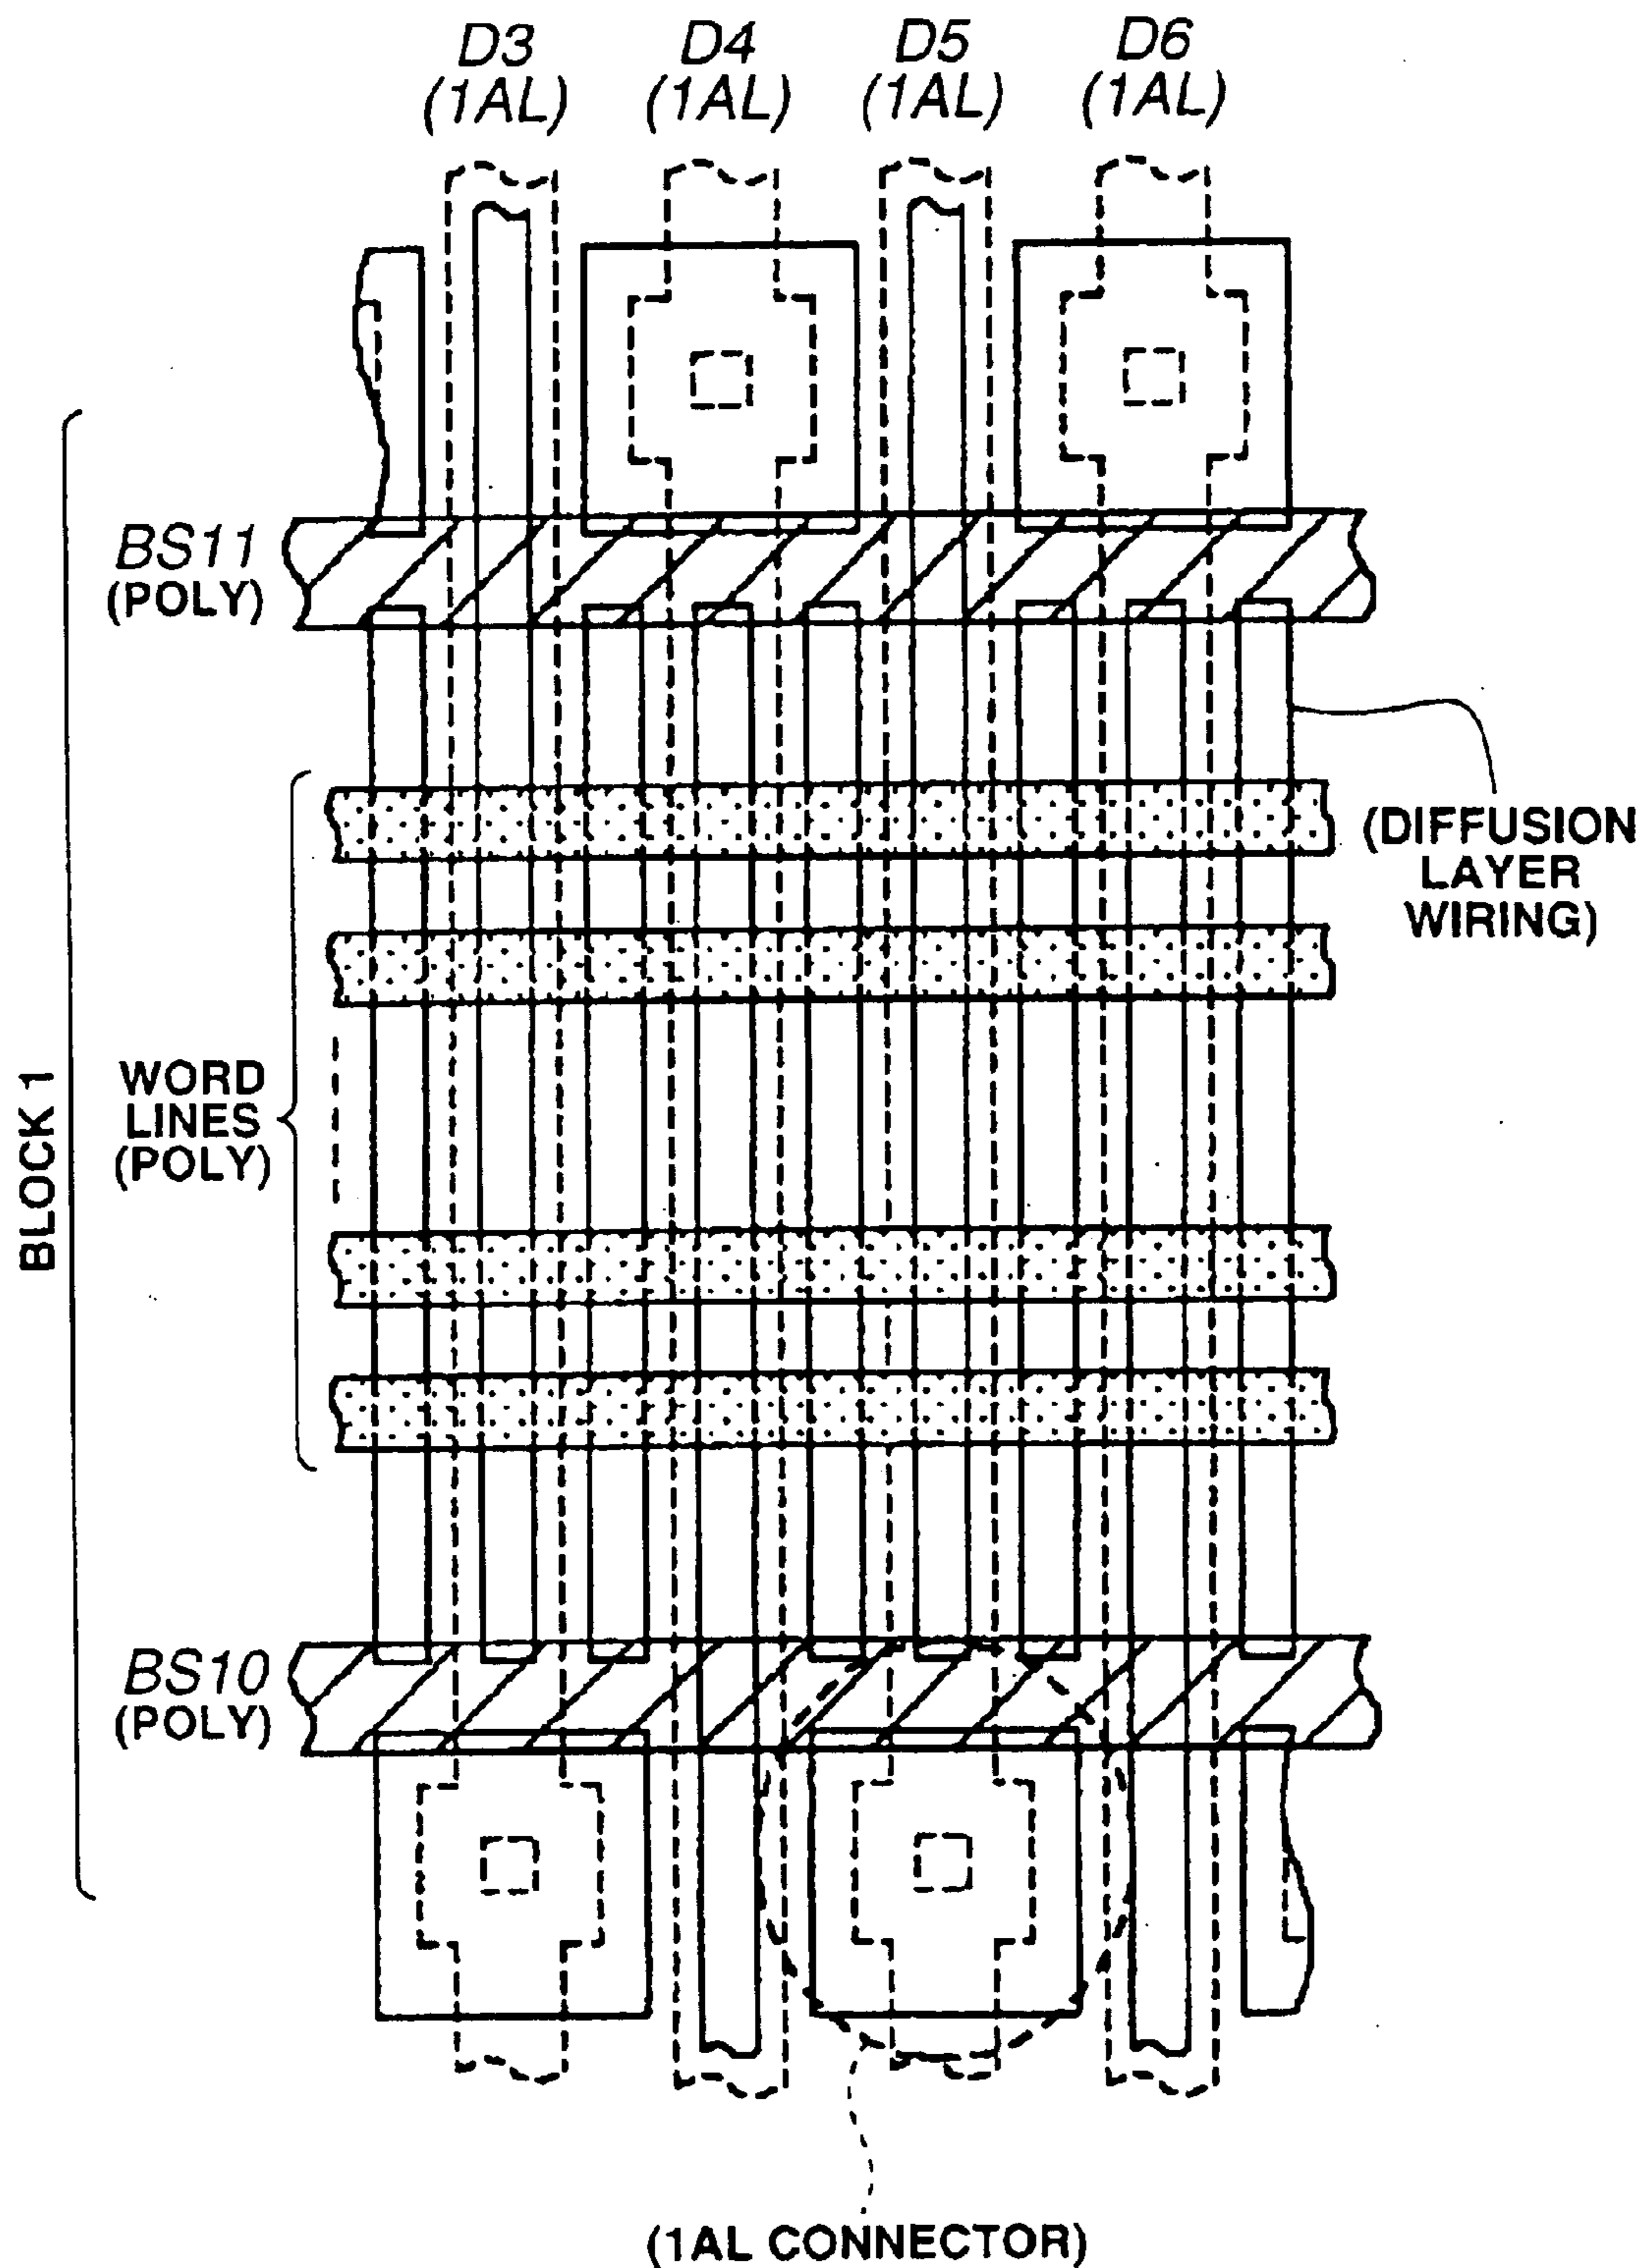 D3 D4 D5 D6
(1AL) (1AL) (1AL) (1AL)
BS11
(POLY)
(DIFFUSION
LAYER
WIRING)
BLOCK 1
WORD
LINES
(POLY)
BS10
(POLY)
(1AL CONNECTOR)